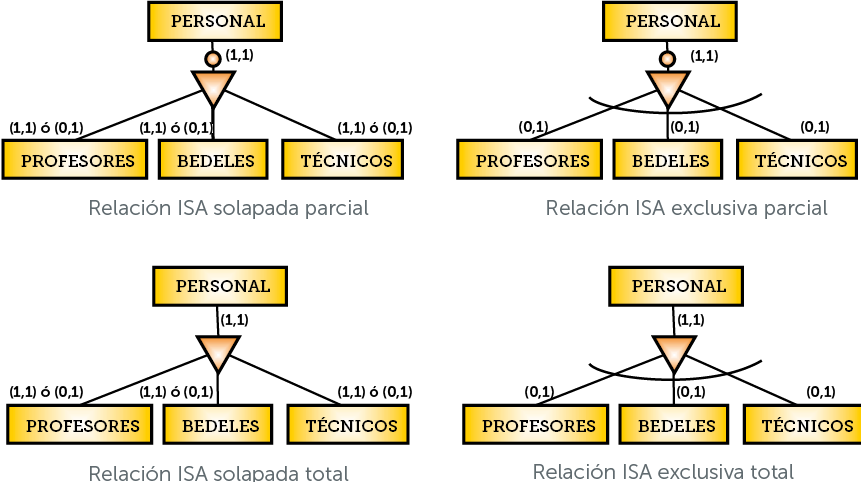 PERSONAL
(1,1)
(1,1) ó (0,1) (1,1) ó (0,1) (1,1) ó (0,1)
PROFESORES BEDELES TÉCNICOS
Relación ISA solapada parcial
PERSONAL
(1,1)
(0,1) (0,1) (0,1)
PROFESORES BEDELES TÉCNICOS
Relación ISA exclusiva parcial
PERSONAL
(1,1)
(1,1) ó (0,1) (1,1) ó (0,1) (1,1) ó (0,1)
PROFESORES BEDELES TÉCNICOS
Relación ISA solapada total
PERSONAL
(1,1)
(0,1) (0,1) (0,1)
PROFESORES BEDELES TÉCNICOS
Relación ISA exclusiva total